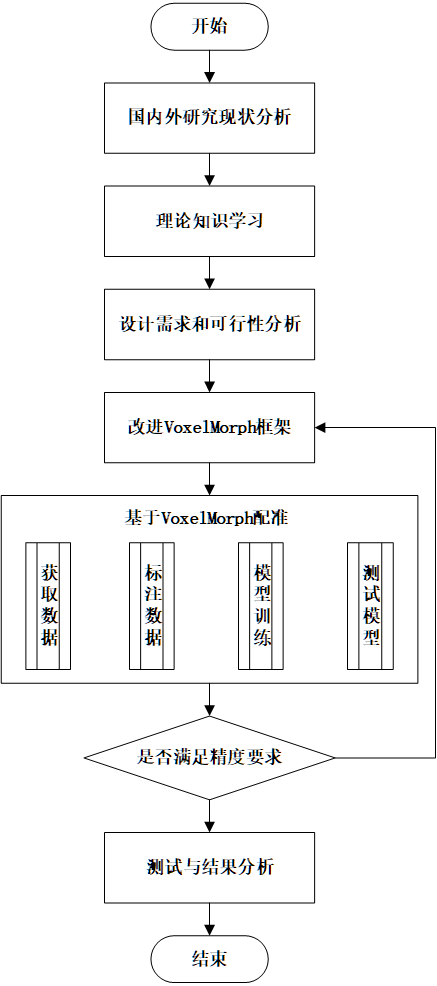 开始
国内外研究现状分析
理论知识学习
设计需求和可行性分析
改进VoxelMorph框架
基于VoxelMorph配准
获取数据
标注数据
模型训练
测试模型
是否满足精度要求
测试与结果分析
结束